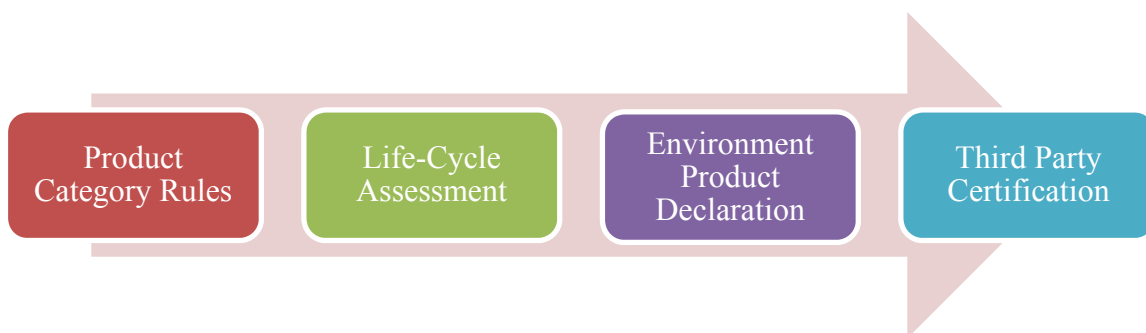 Product
Category Rules
Life-Cycle
Assessment
Environment
Product
Declaration
Third Party
Certification